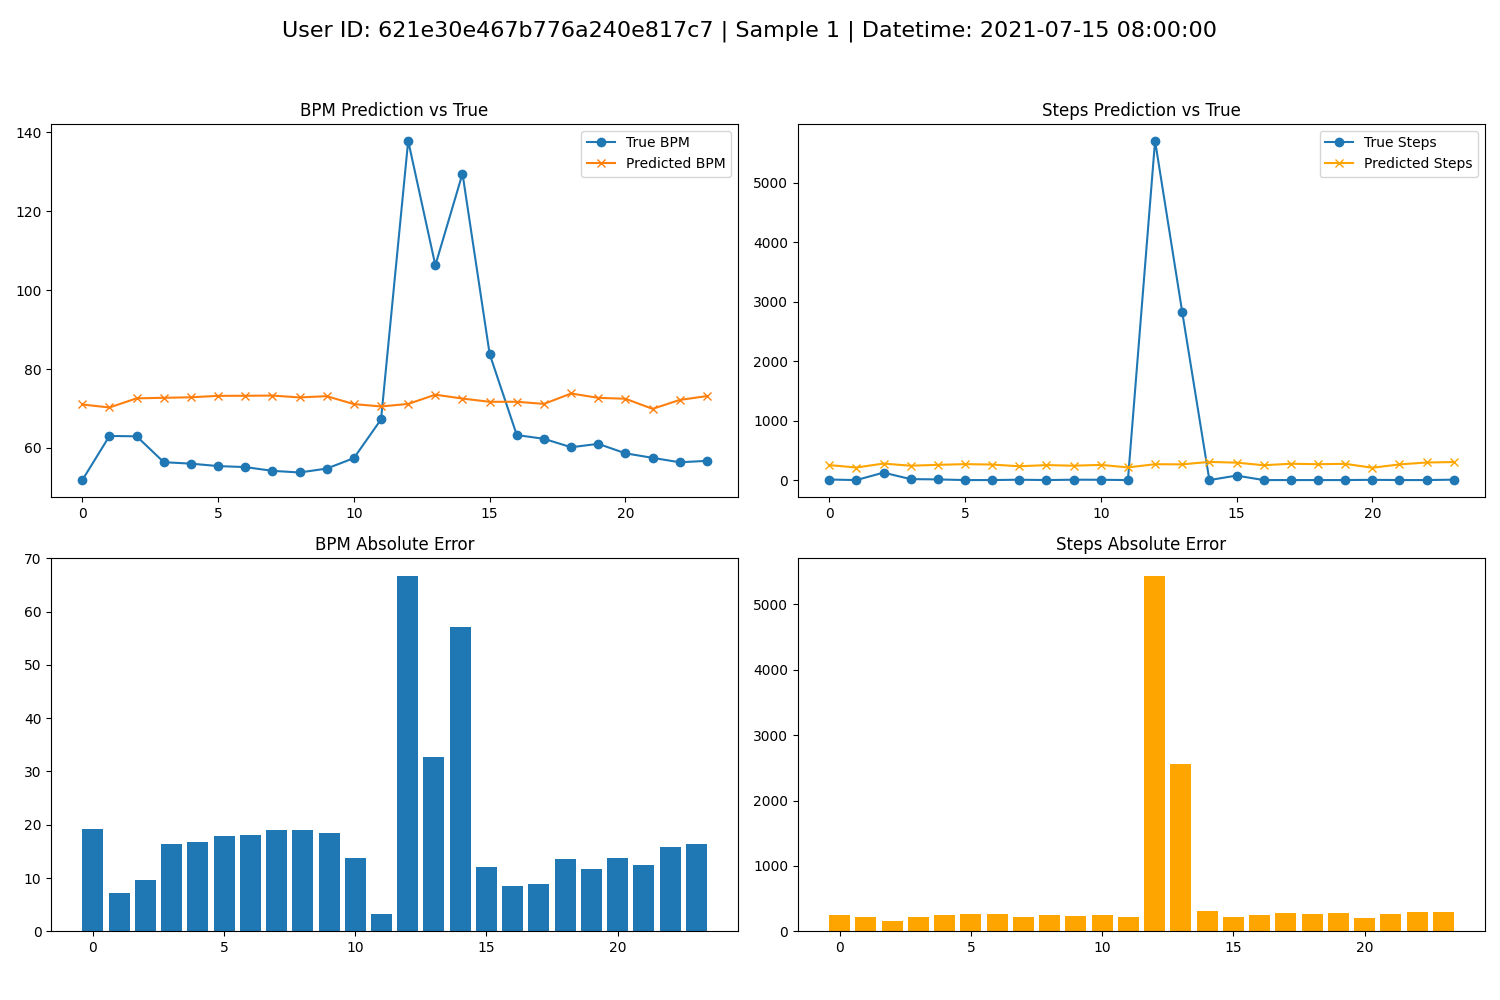 User ID: 621e30e467b776a240e817c7 | Sample 1 | Datetime: 2021-07-15 08:00:00
BPM Prediction vs True
140
120
100
80
60
0 5 10 15 20
True BPM
Predicted BPM
Steps Prediction vs True
5000
4000
3000
2000
1000
0
0 5 10 15 20
True Steps
Predicted Steps
BPM Absolute Error
70
60
50
40
30
20
10
0
0 5 10 15 20
Steps Absolute Error
5000
4000
3000
2000
1000
0
0 5 10 15 20